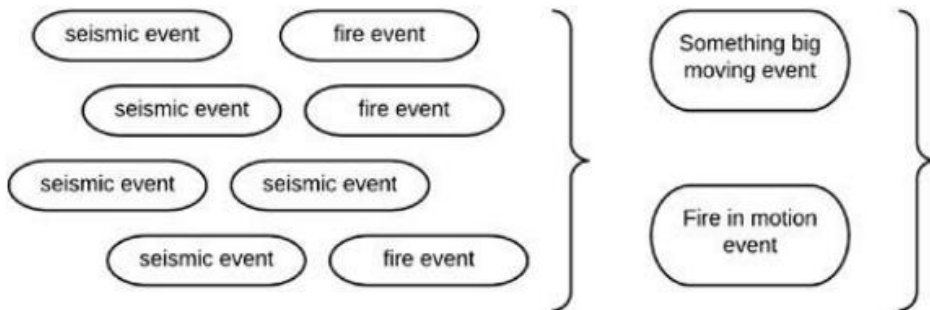 seismic event
fire event
seismic event
fire event
seismic event
seismic event
seismic event
fire event
Something big
moving event
Fire in motion
event